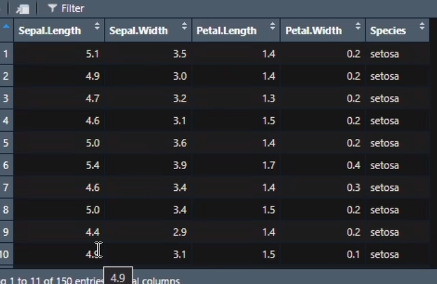 Filter
Sepal.Length Sepal.Width Petal.Length Petal.Width Species
1 5.1 3.5 1.4 0.2 setosa
2 4.9 3.0 1.4 0.2 setosa
3 4.7 3.2 1.3 0.2 setosa
4 4.6 3.1 1.5 0.2 setosa
5 5.0 3.6 1.4 0.2 setosa
6 5.4 3.9 1.7 0.4 setosa
7 4.6 3.4 1.4 0.3 setosa
8 5.0 3.4 1.5 0.2 setosa
9 4.4 2.9 1.4 0.2 setosa
10 4.9 3.1 1.5 0.1 setosa
1 to 11 of 150 entries columns
4.9